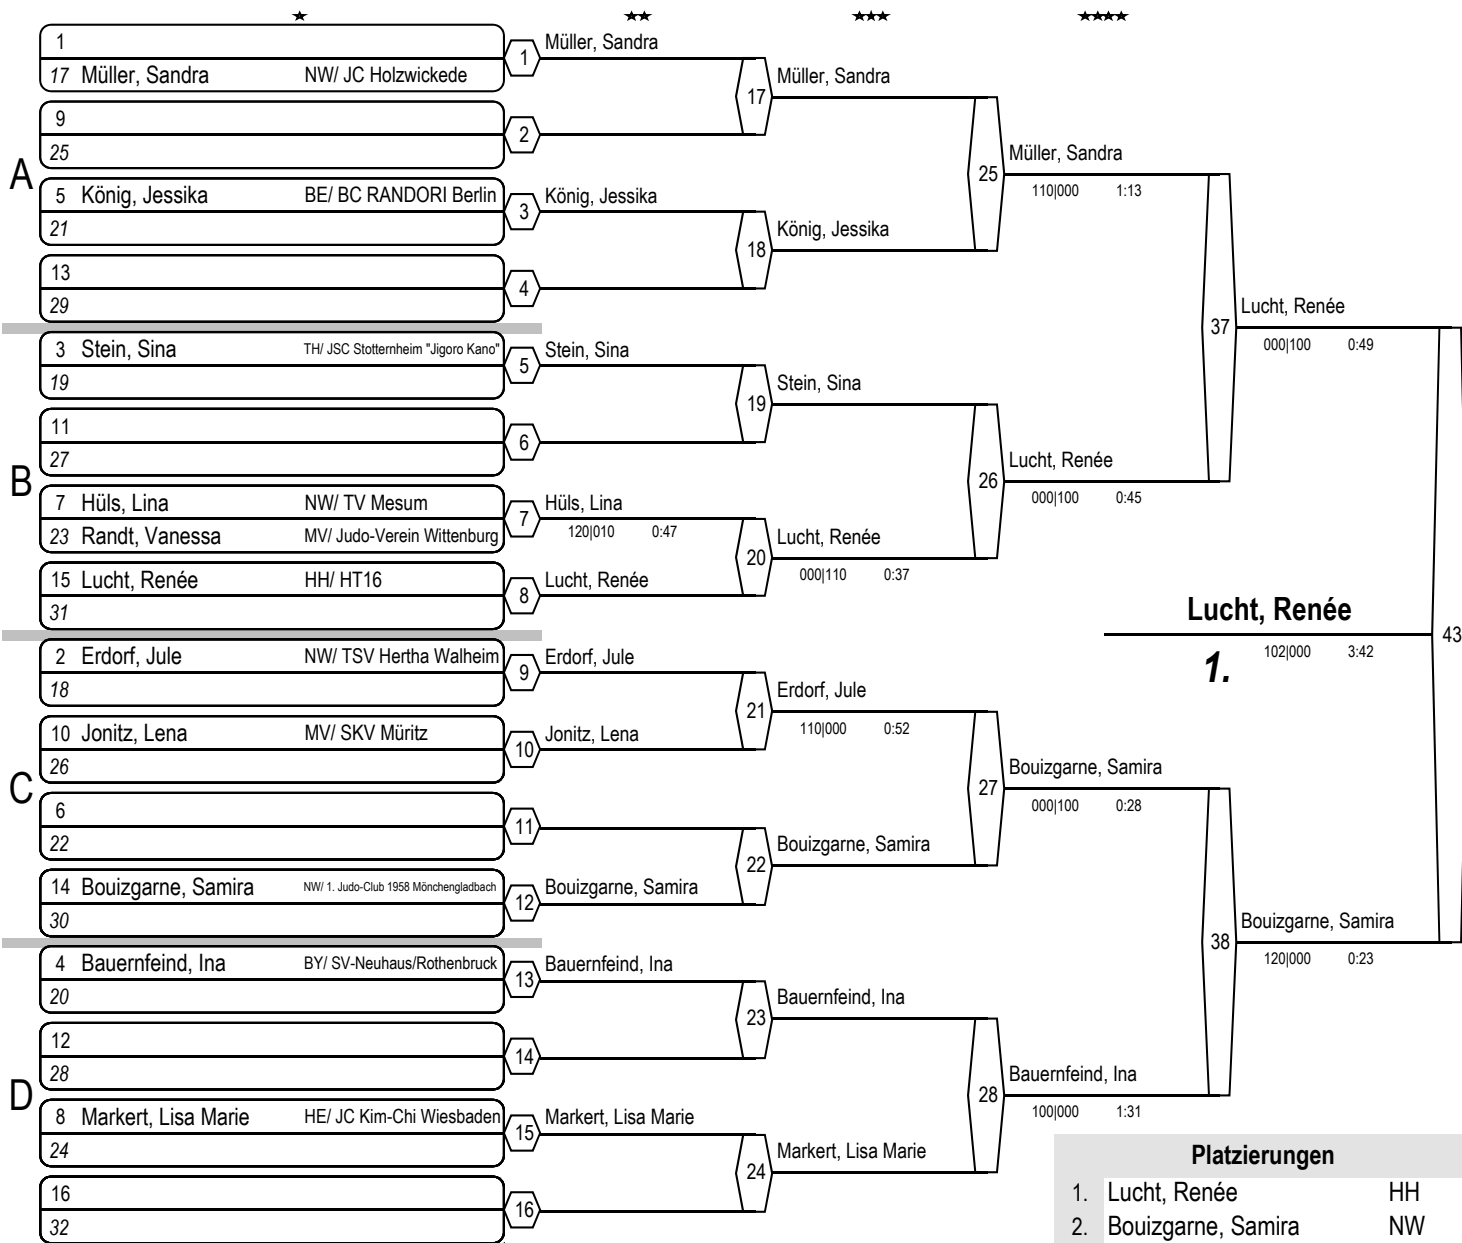 ★ ★★ ★★★ ★★★★
1
17 Müller, Sandra NW/ JC Holzwickede
1 Müller, Sandra
9
25
2
17 Müller, Sandra
A
5 König, Jessika BE/ BC RANDORI Berlin
21
3 König, Jessika
13
29
4
18 König, Jessika
25 Müller, Sandra
110|000 1:13
3 Stein, Sina TH/ JSC Stotternheim "Jigoro Kano"
19
5 Stein, Sina
11
27
6
19 Stein, Sina
B
7 Hüls, Lina NW/ TV Mesum
23 Randt, Vanessa MV/ Judo-Verein Wittenburg
7 Hüls, Lina
120|010 0:47
15 Lucht, Renée HH/ HT16
31
8 Lucht, Renée
20 Lucht, Renée
000|110 0:37
26 Lucht, Renée
000|100 0:45
37 Lucht, Renée
000|100 0:49
2 Erdorf, Jule NW/ TSV Hertha Walheim
18
9 Erdorf, Jule
10 Jonitz, Lena MV/ SKV Müritz
26
10 Jonitz, Lena
21 Erdorf, Jule
110|000 0:52
C
6
22
11
14 Bouizgarne, Samira NW/ 1. Judo-Club 1958 Mönchengladbach
30
12 Bouizgarne, Samira
22 Bouizgarne, Samira
27 Bouizgarne, Samira
000|100 0:28
4 Bauernfeind, Ina BY/ SV-Neuhaus/Rothenbruck
20
13 Bauernfeind, Ina
12
28
14
23 Bauernfeind, Ina
D
8 Markert, Lisa Marie HE/ JC Kim-Chi Wiesbaden
24
15 Markert, Lisa Marie
16
32
16
24 Markert, Lisa Marie
28 Bauernfeind, Ina
100|000 1:31
38 Bouizgarne, Samira
120|000 0:23
Lucht, Renée
43
1. 102|000 3:42
Platzierungen
1. Lucht, Renée HH
2. Bouizgarne, Samira NW